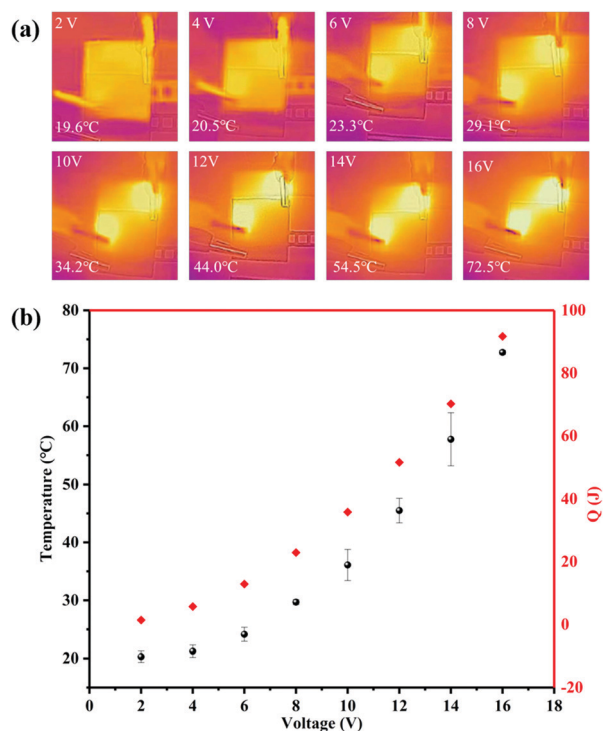 (a)
2 V 4 V 6 V 8 V
19.6°C 20.5°C 23.3°C 29.1°C
10V 12V 14V 16V
34.2°C 44.0°C 54.5°C 72.5°C
(b)
80
70
60
50
40
30
20
Temperature (°C)
100
80
60
40
20
0
-20
Q (J)
0 2 4 6 8 10 12 14 16 18
Voltage (V)